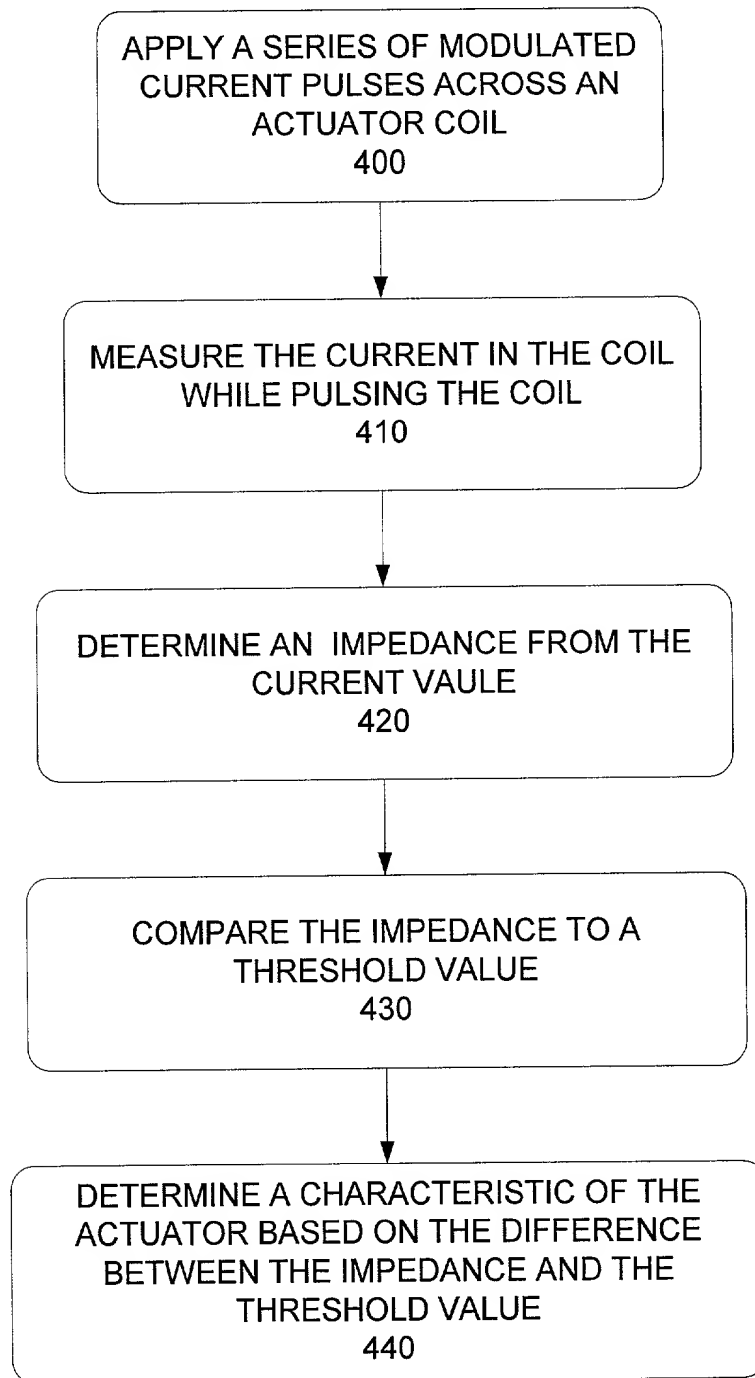 APPLY A SERIES OF MODULATED
CURRENT PULSES ACROSS AN
ACTUATOR COIL
400
MEASURE THE CURRENT IN THE COIL
WHILE PULSING THE COIL
410
DETERMINE AN IMPEDANCE FROM THE
CURRENT VAULE
420
COMPARE THE IMPEDANCE TO A
THRESHOLD VALUE
430
DETERMINE A CHARACTERISTIC OF THE
ACTUATOR BASED ON THE DIFFERENCE
BETWEEN THE IMPEDANCE AND THE
THRESHOLD VALUE
440